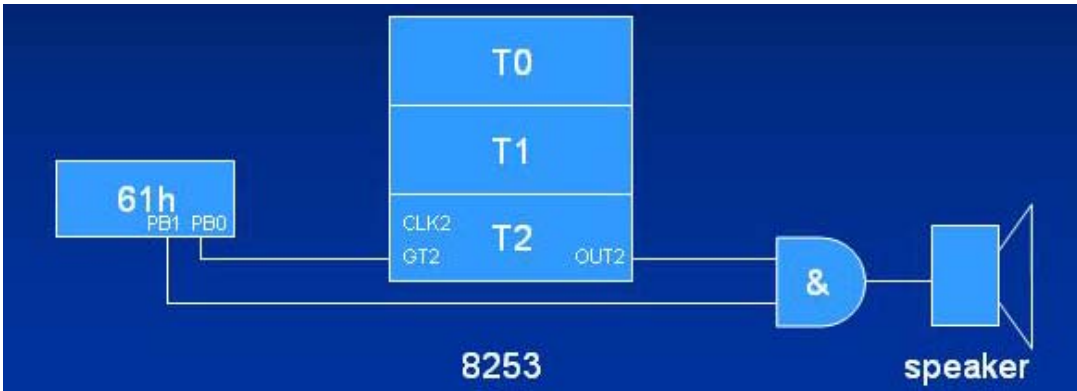 T0
T1
61h
PB1 PB0
CLK2
T2
GT2
OUT2
&
8253
speaker